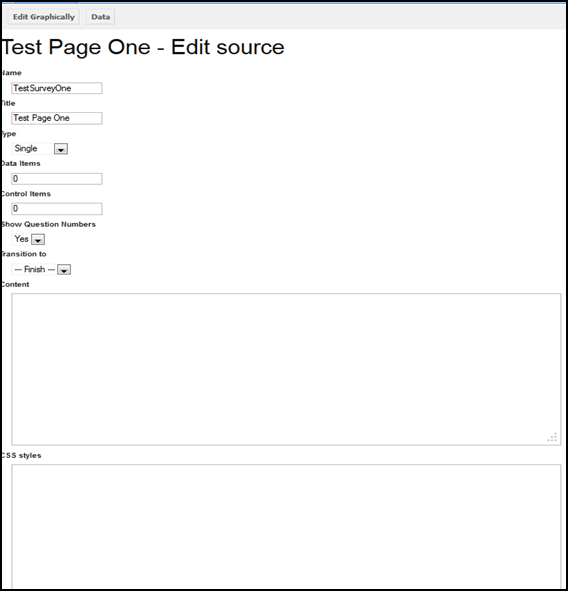 Edit Graphically Data
Test Page One - Edit source
Name
TestSurveyOne
Title
Test Page One
Type
Single
Data Items
0
Control Items
0
Show Question Numbers
Yes
Transition to
--- Finish ---
Content
CSS styles